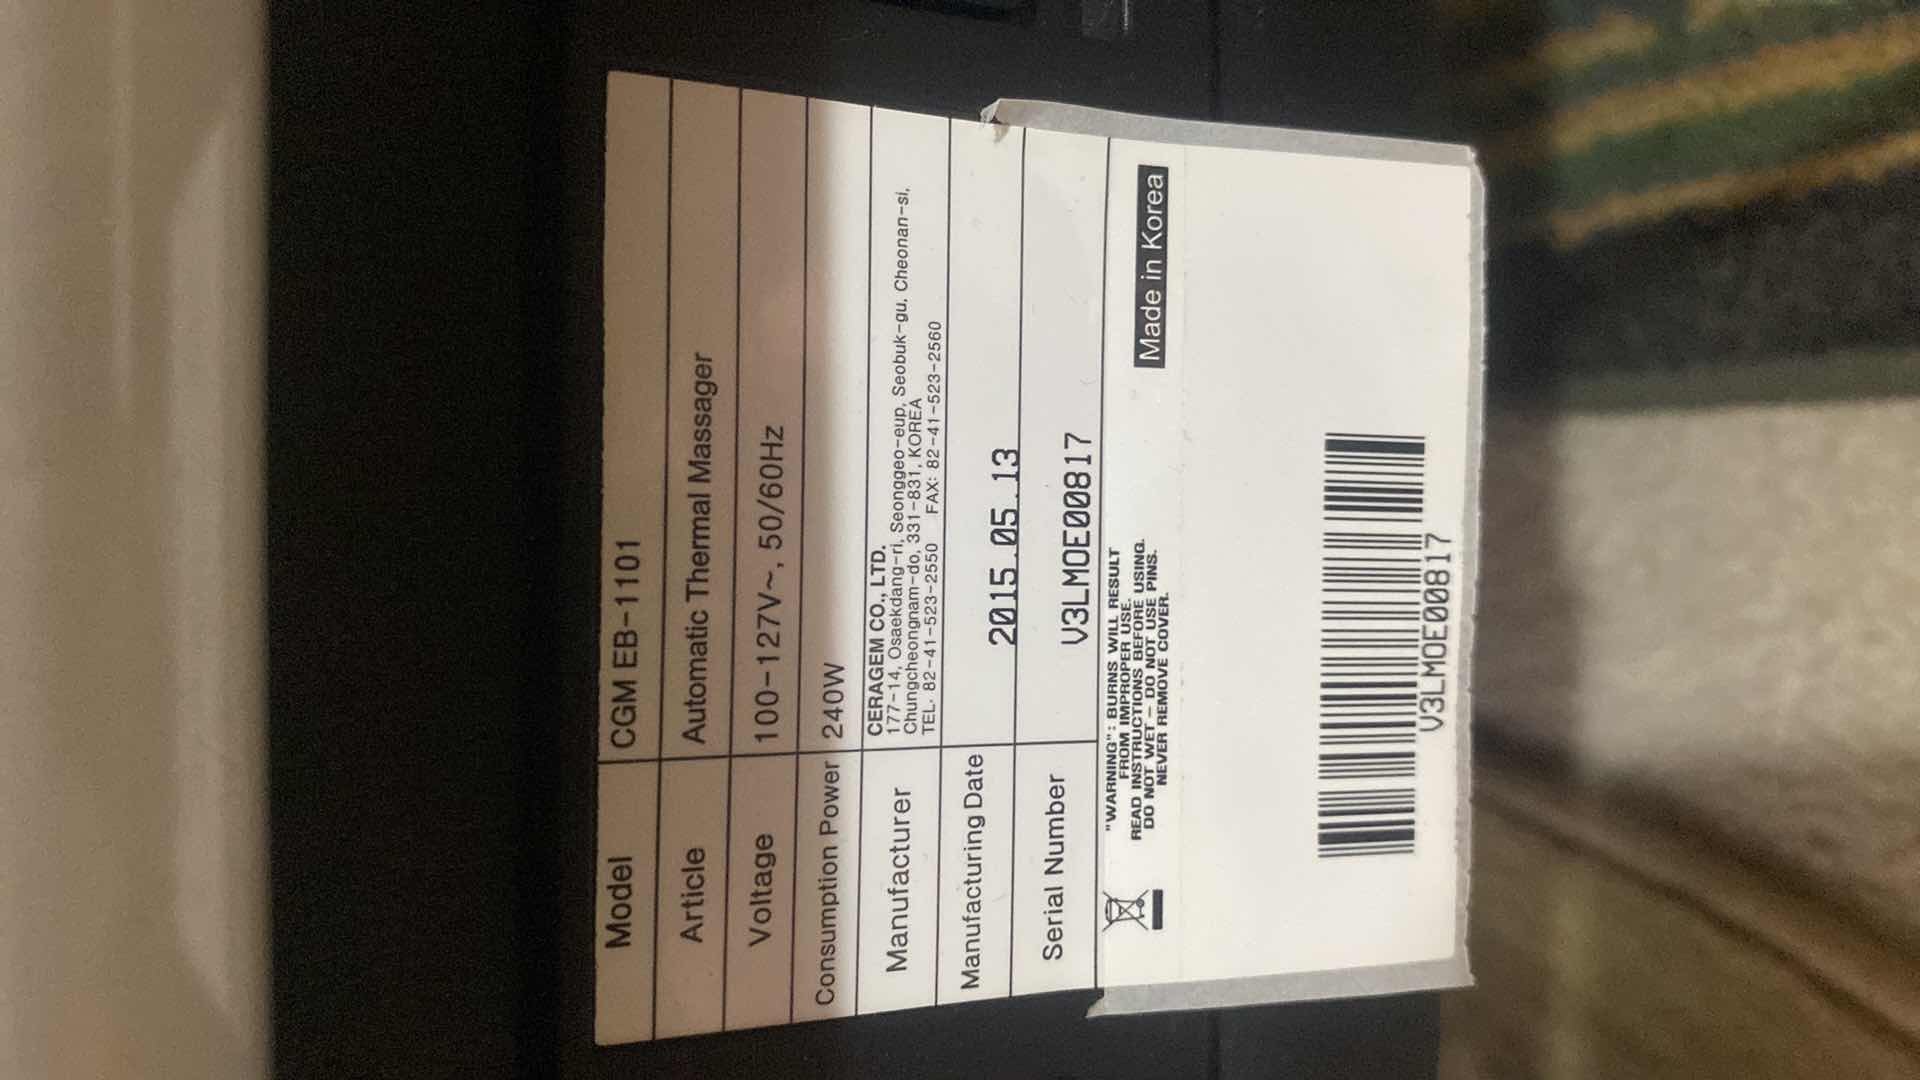 Model CGM EB-1101
Article Automatic Thermal Massager
Voltage 100-127V~, 50/60Hz
Consumption Power 240W
Manufacturer CERAGEM CO., LTD.
177-14, Osaekdang-ri, Seonggeo-eup, Seobuk-gu, Cheonan-si,
Chungcheongnam-do, 331-831, KOREA
TEL. 82-41-523-2550 FAX: 82-41-523-2560
Manufacturing Date 2015.05.13
Serial Number V3LMOE00817
"WARNING": BURNS WILL RESULT
FROM IMPROPER USE.
READ INSTRUCTIONS BEFORE USING.
DO NOT WET - DO NOT USE PINS.
NEVER REMOVE COVER.
Made in Korea
V3LMOE00817